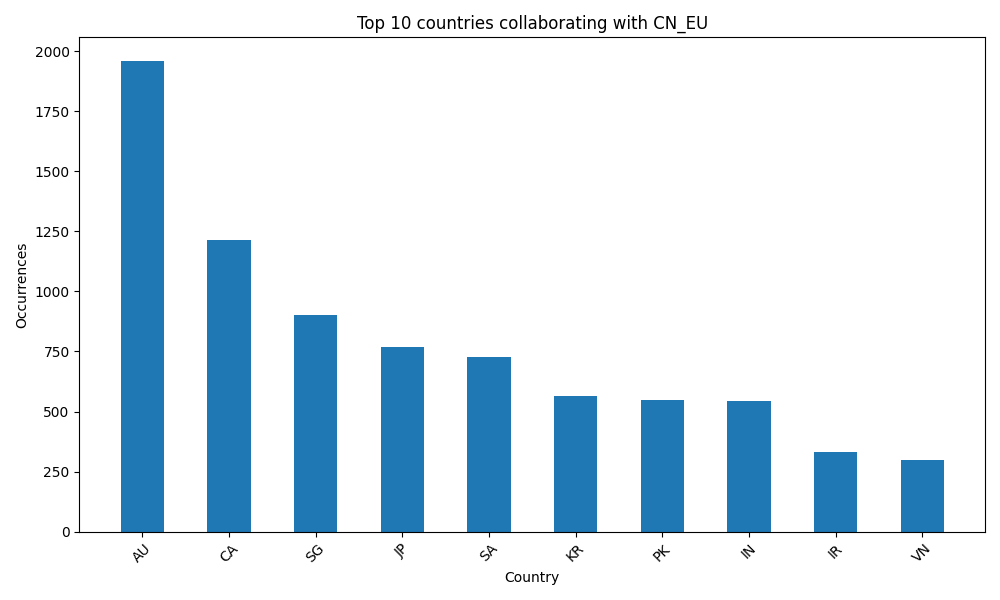 Top 10 countries collaborating with CN_EU
Occurrences
2000
1750
1500
1250
1000
750
500
250
0
AU CA SG JP SA KR PK IN IR VN
Country